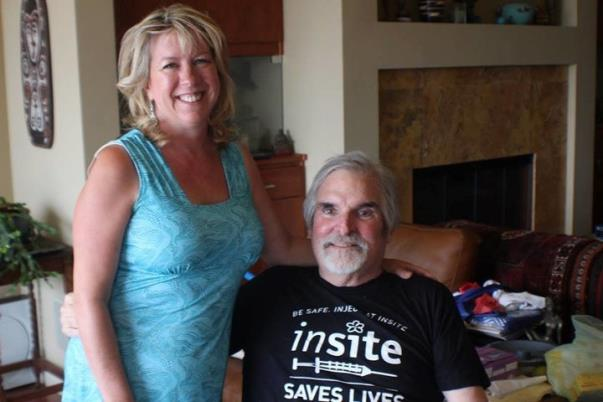 BE SAFE. INJECT AT INSITE
insite
SAVES LIVES